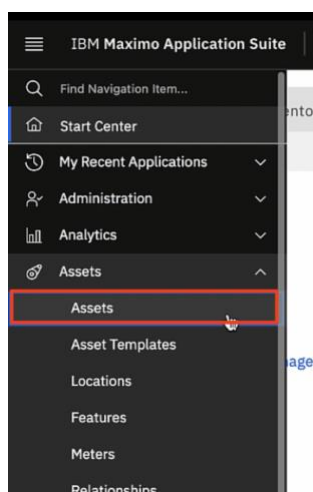 IBM Maximo Application Suite
Find Navigation Item...
Start Center
My Recent Applications
Administration
Analytics
Assets
Assets
Asset Templates
Locations
Features
Meters
Relationships